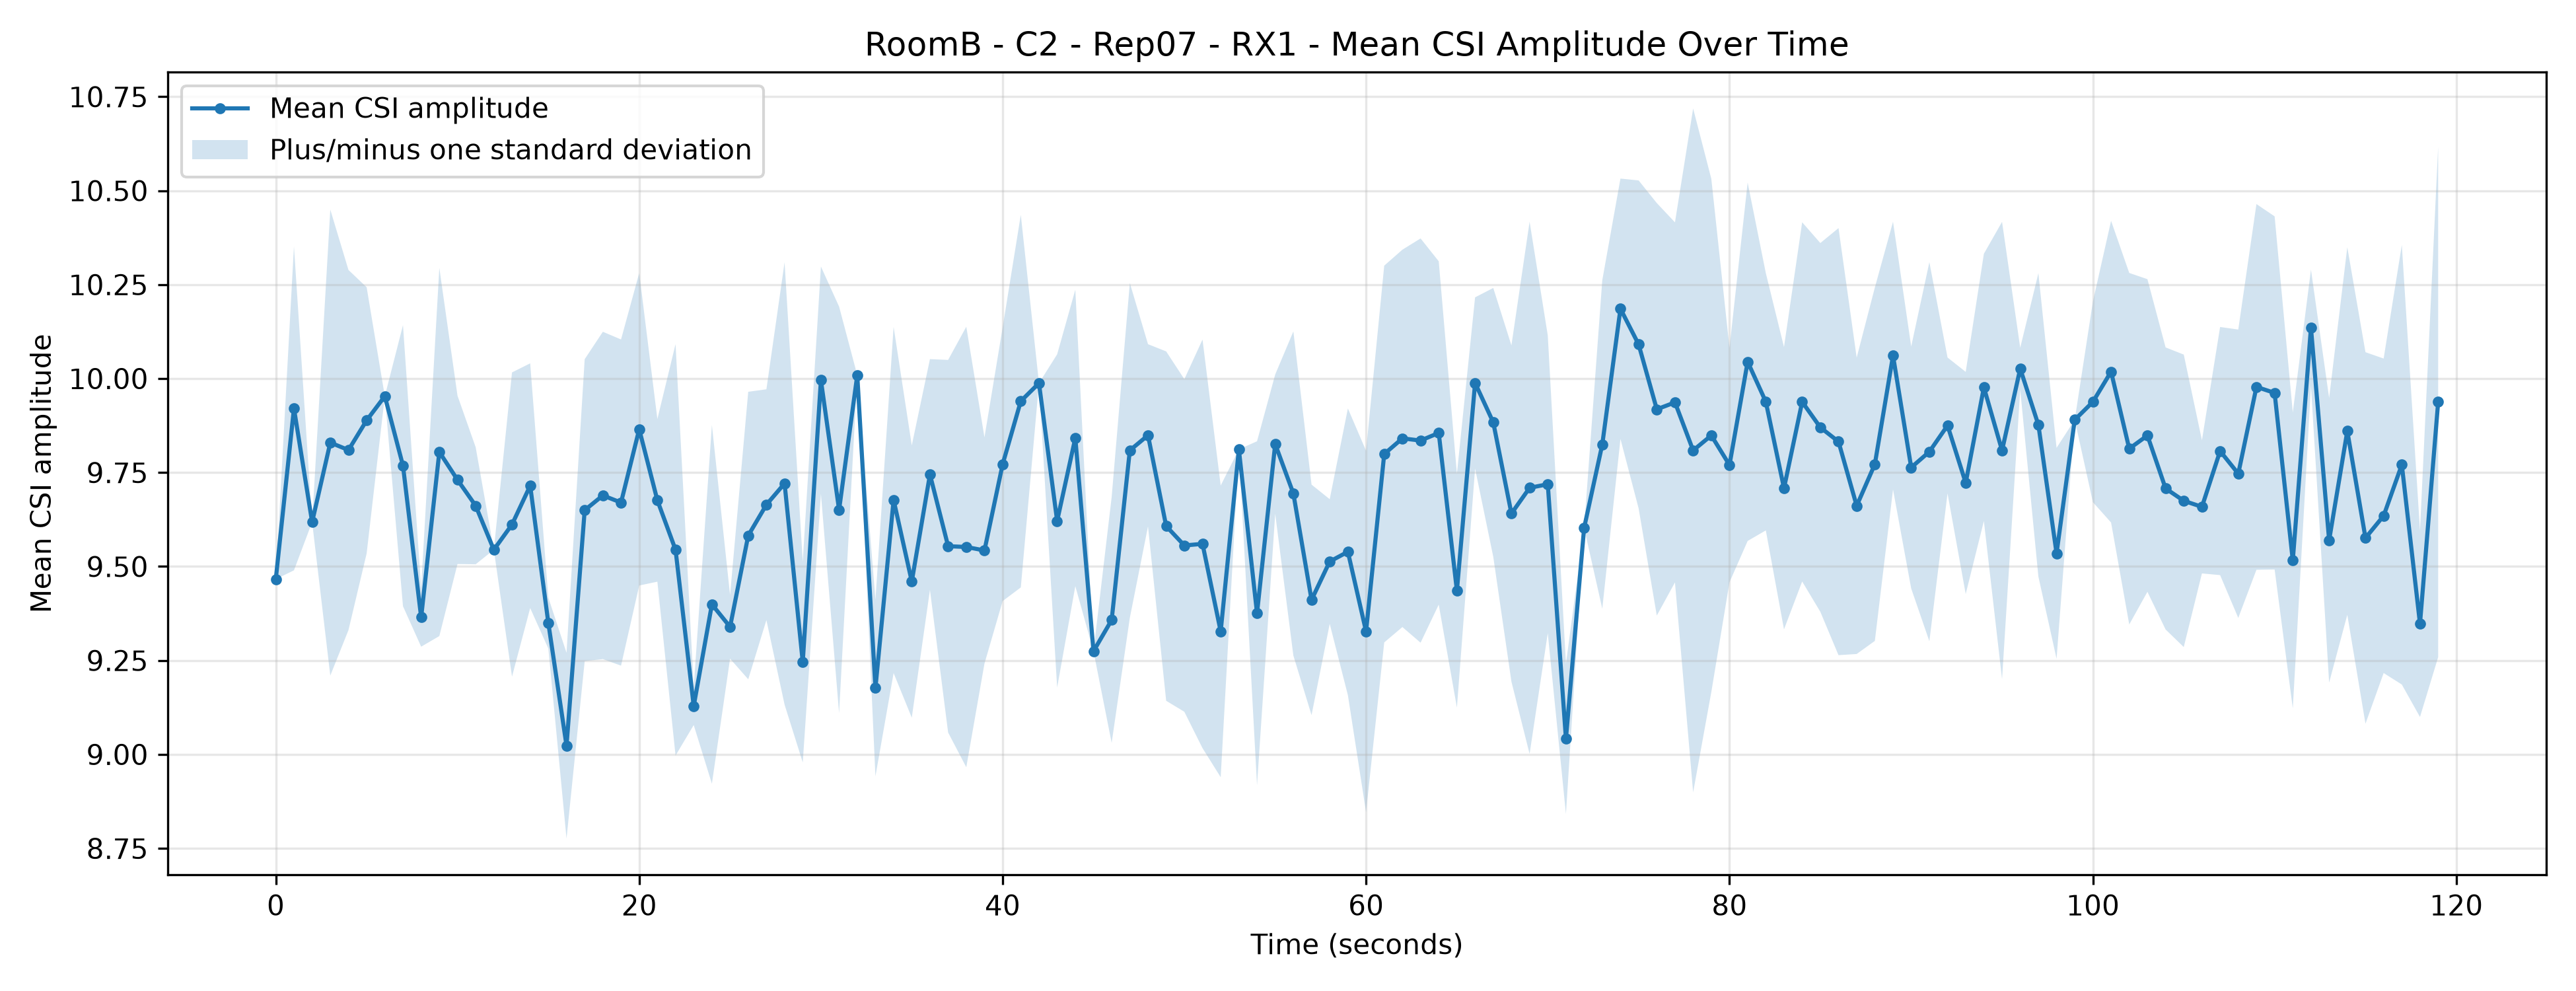 RoomB - C2 - Rep07 - RX1 - Mean CSI Amplitude Over Time
Mean CSI amplitude
Plus/minus one standard deviation
10.75
10.50
10.25
10.00
9.75
9.50
9.25
9.00
8.75
Mean CSI amplitude
0 20 40 60 80 100 120
Time (seconds)